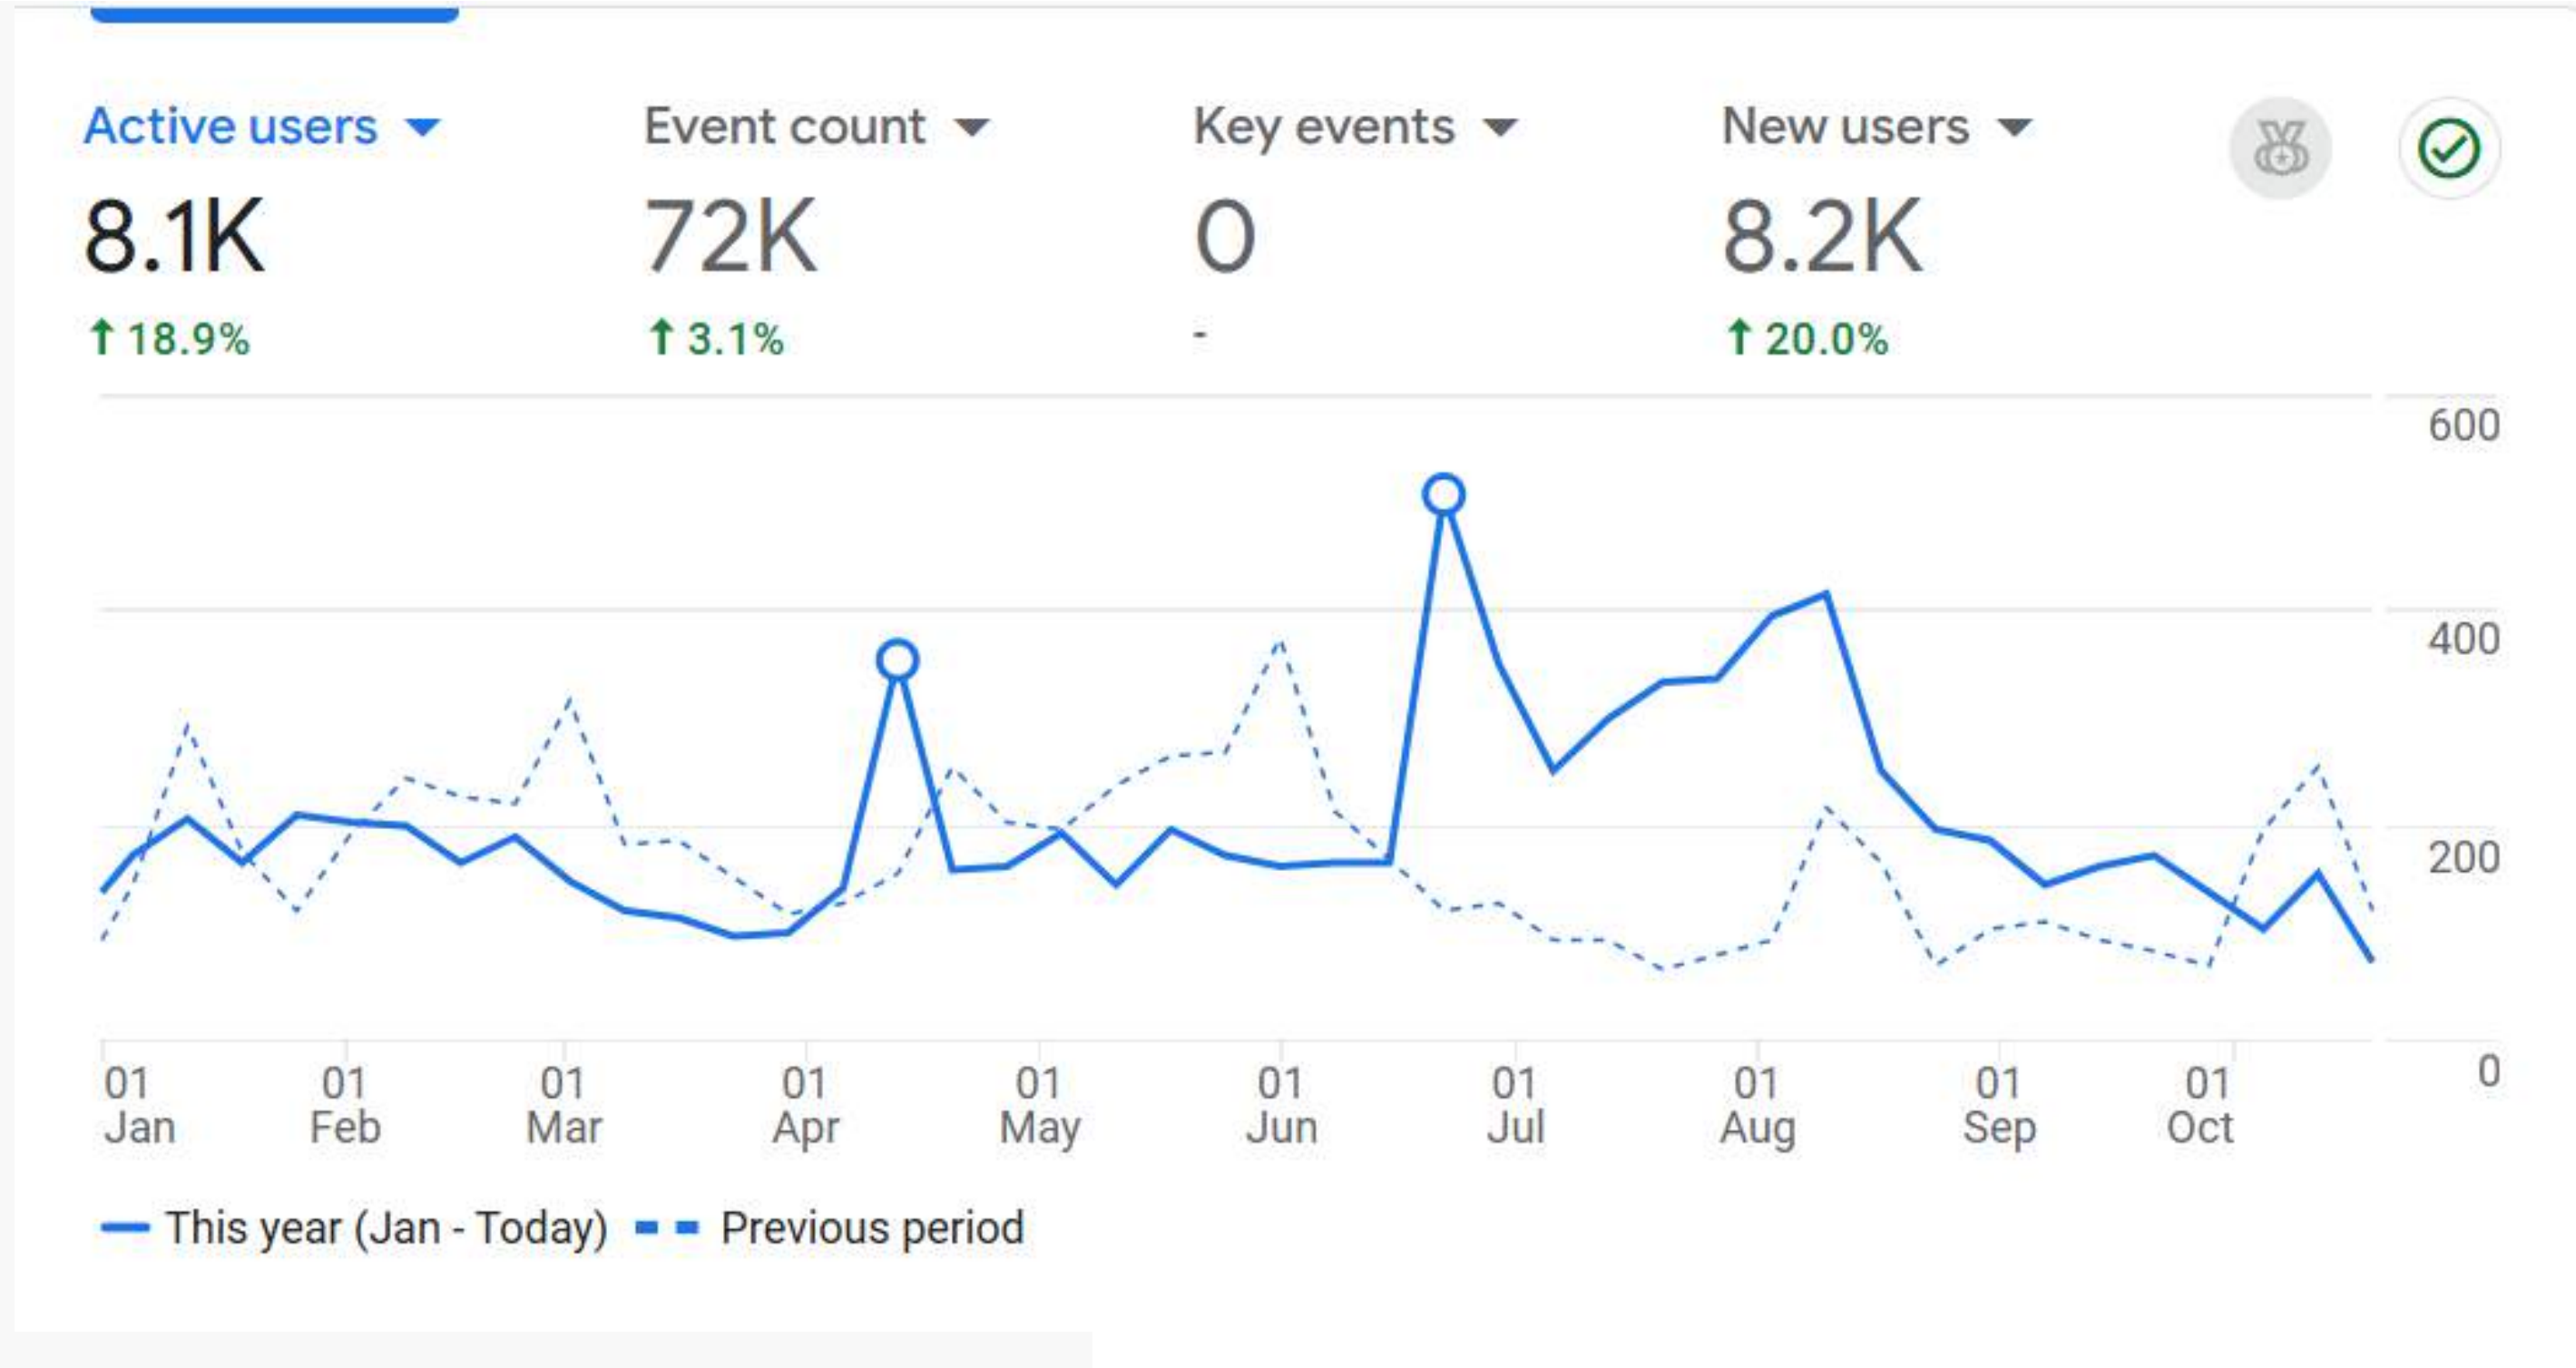 Active users Event count Key events New users
8.1K 72K 0 8.2K
↑ 18.9% ↑ 3.1% - ↑ 20.0%
600
400
200
0
01 01 01 01 01 01 01 01 01 01
Jan Feb Mar Apr May Jun Jul Aug Sep Oct
This year (Jan - Today) Previous period